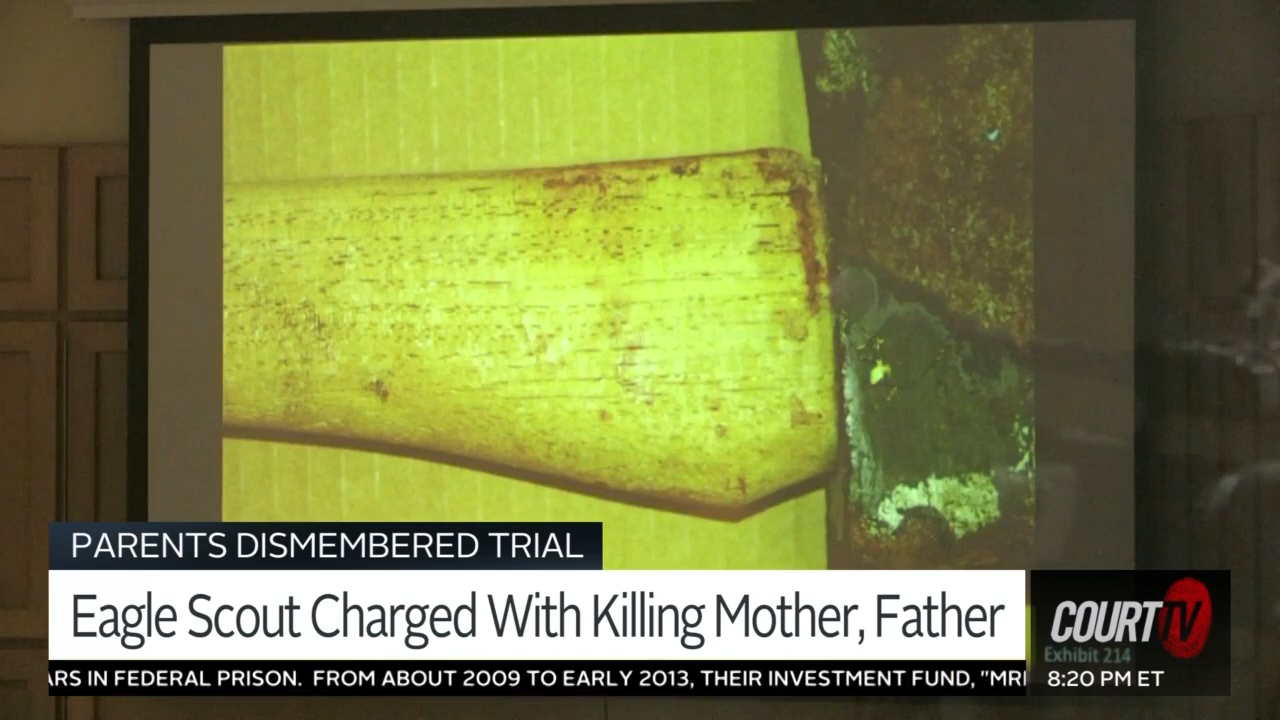 PARENTS DISMEMBERED TRIAL
Eagle Scout Charged With Killing Mother, Father
COURT TV
Exhibit 214
ARS IN FEDERAL PRISON. FROM ABOUT 2009 TO EARLY 2013, THEIR INVESTMENT FUND, "MRI
8:20 PM ET